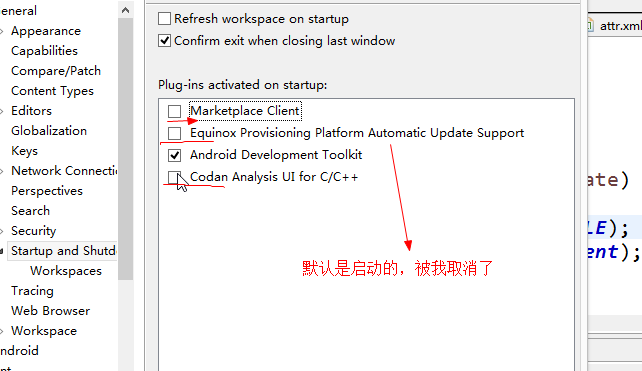 eneral
Appearance
Capabilities
Compare/Patch
Content Types
Editors
Globalization
Keys
Network Connection
Perspectives
Search
Security
Startup and Shutd
Workspaces
Tracing
Web Browser
Workspace
ndroid
Refresh workspace on startup
Confirm exit when closing last window
Plug-ins activated on startup:
Marketplace Client
Equinox Provisioning Platform Automatic Update Support
Android Development Toolkit
Codan Analysis UI for C/C++
默认是启动的，被我取消了
attr.xml
ate)
LE);
ent);